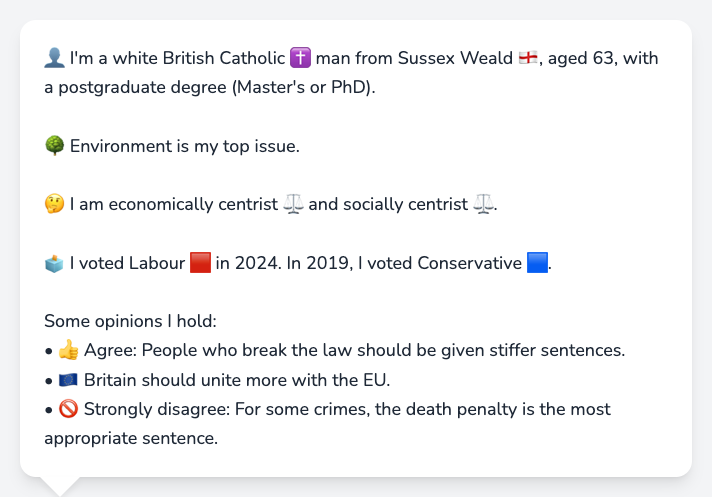 👤 I'm a white British Catholic ✝️ man from Sussex Weald 🏴󠁧󠁢󠁥󠁮󠁧󠁿, aged 63, with
a postgraduate degree (Master's or PhD).
🌳 Environment is my top issue.
🤔 I am economically centrist ⚖️ and socially centrist ⚖️.
🗳️ I voted Labour 🟥 in 2024. In 2019, I voted Conservative 🟦.
Some opinions I hold:
• 👍 Agree: People who break the law should be given stiffer sentences.
• 🇪🇺 Britain should unite more with the EU.
• 🚫 Strongly disagree: For some crimes, the death penalty is the most
appropriate sentence.